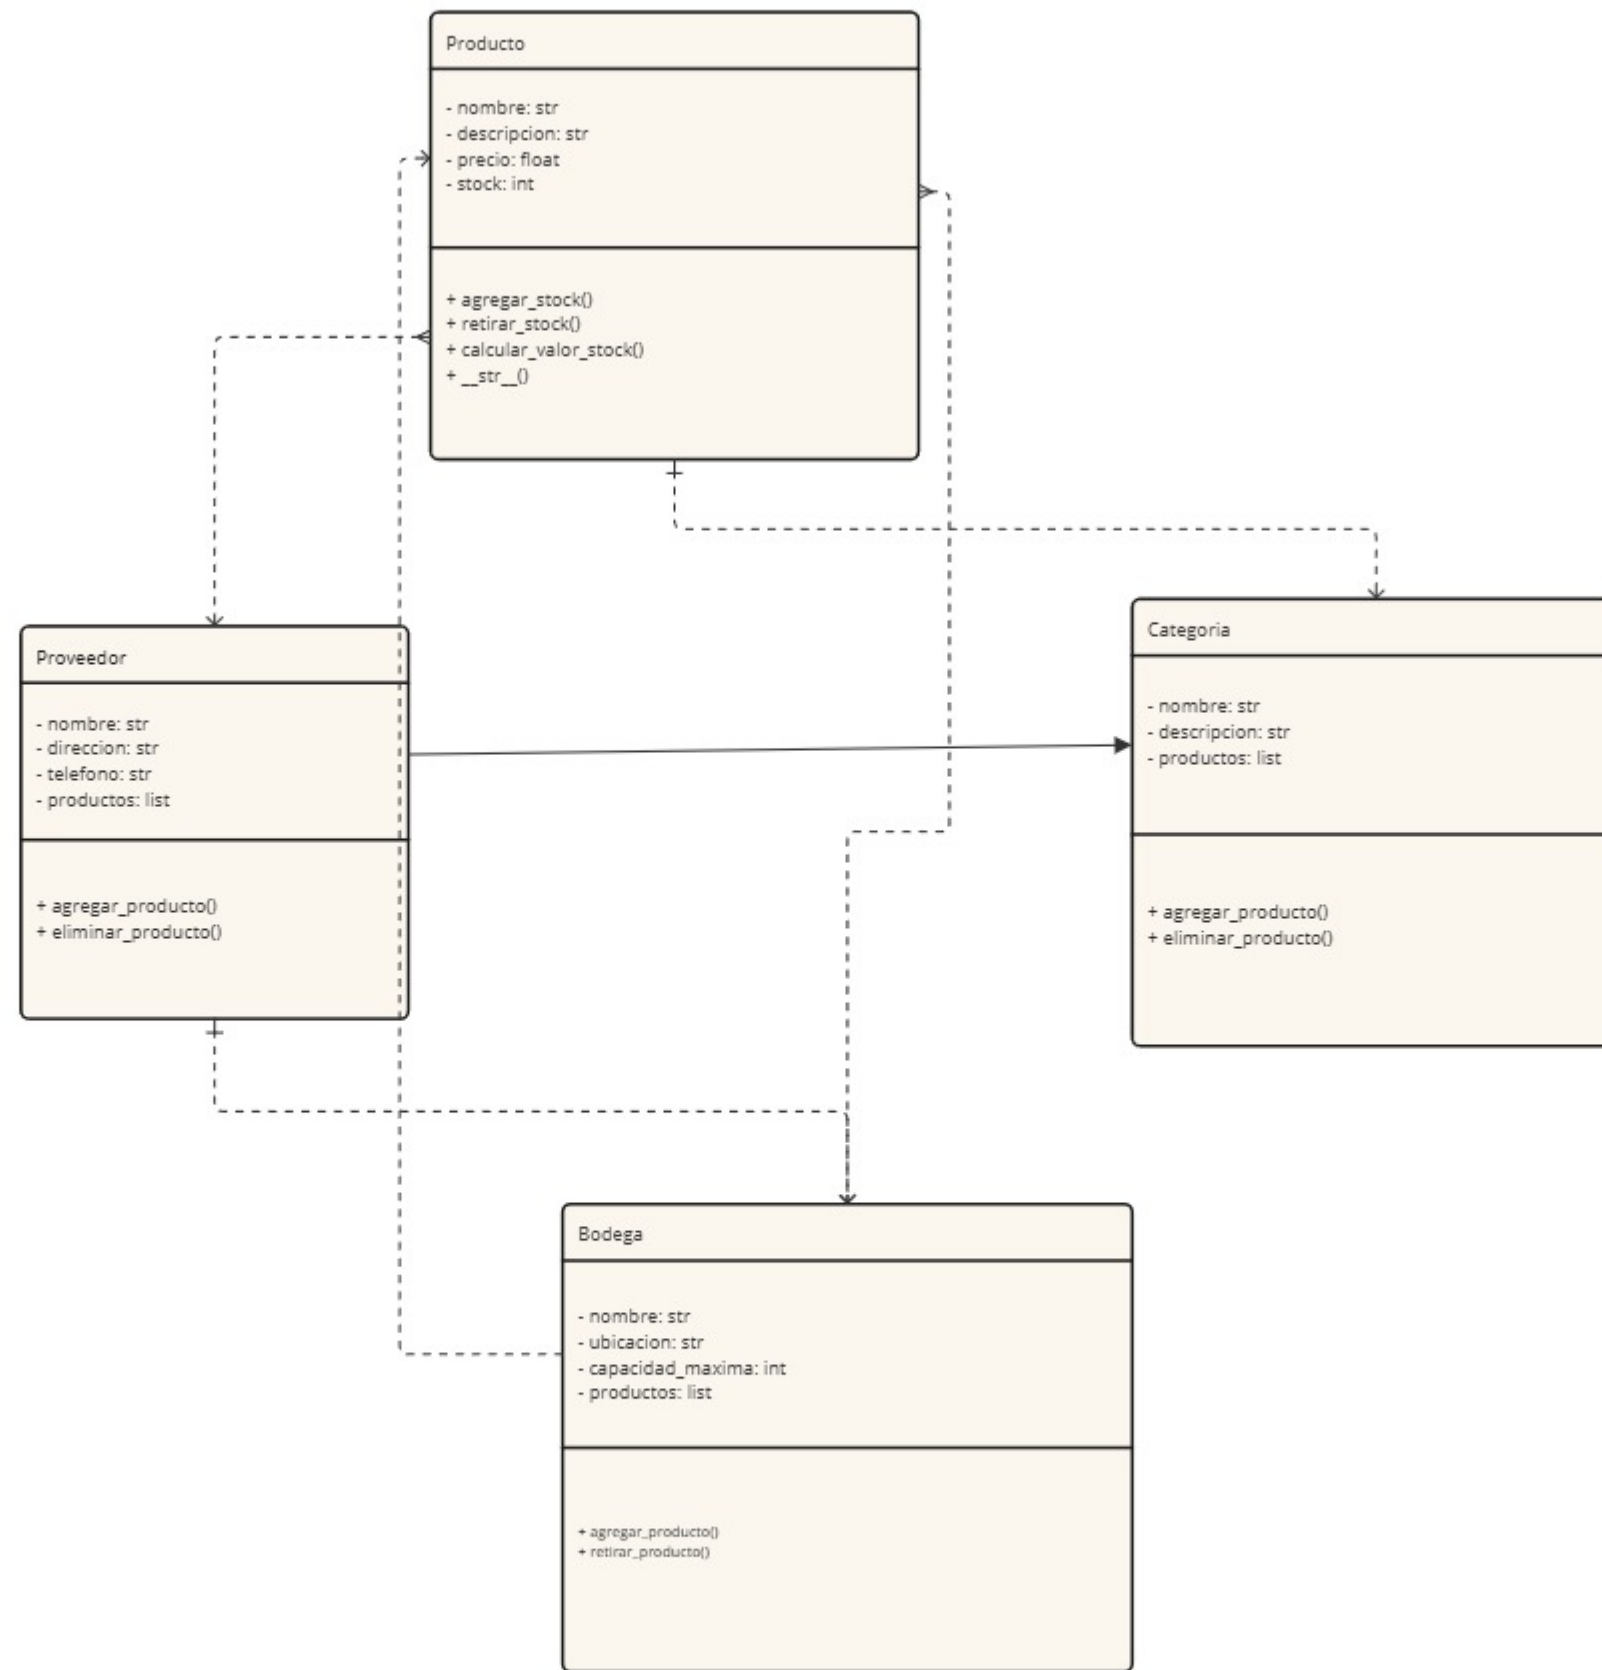 Producto
- nombre: str
- descripcion: str
- precio: float
- stock: int
+ agregar_stock()
+ retirar_stock()
+ calcular_valor_stock()
+ __str__()
Proveedor
- nombre: str
- direccion: str
- telefono: str
- productos: list
+ agregar_producto()
+ eliminar_producto()
Categoria
- nombre: str
- descripcion: str
- productos: list
+ agregar_producto()
+ eliminar_producto()
Bodega
- nombre: str
- ubicacion: str
- capacidad_maxima: int
- productos: list
+ agregar_producto()
+ retirar_producto()